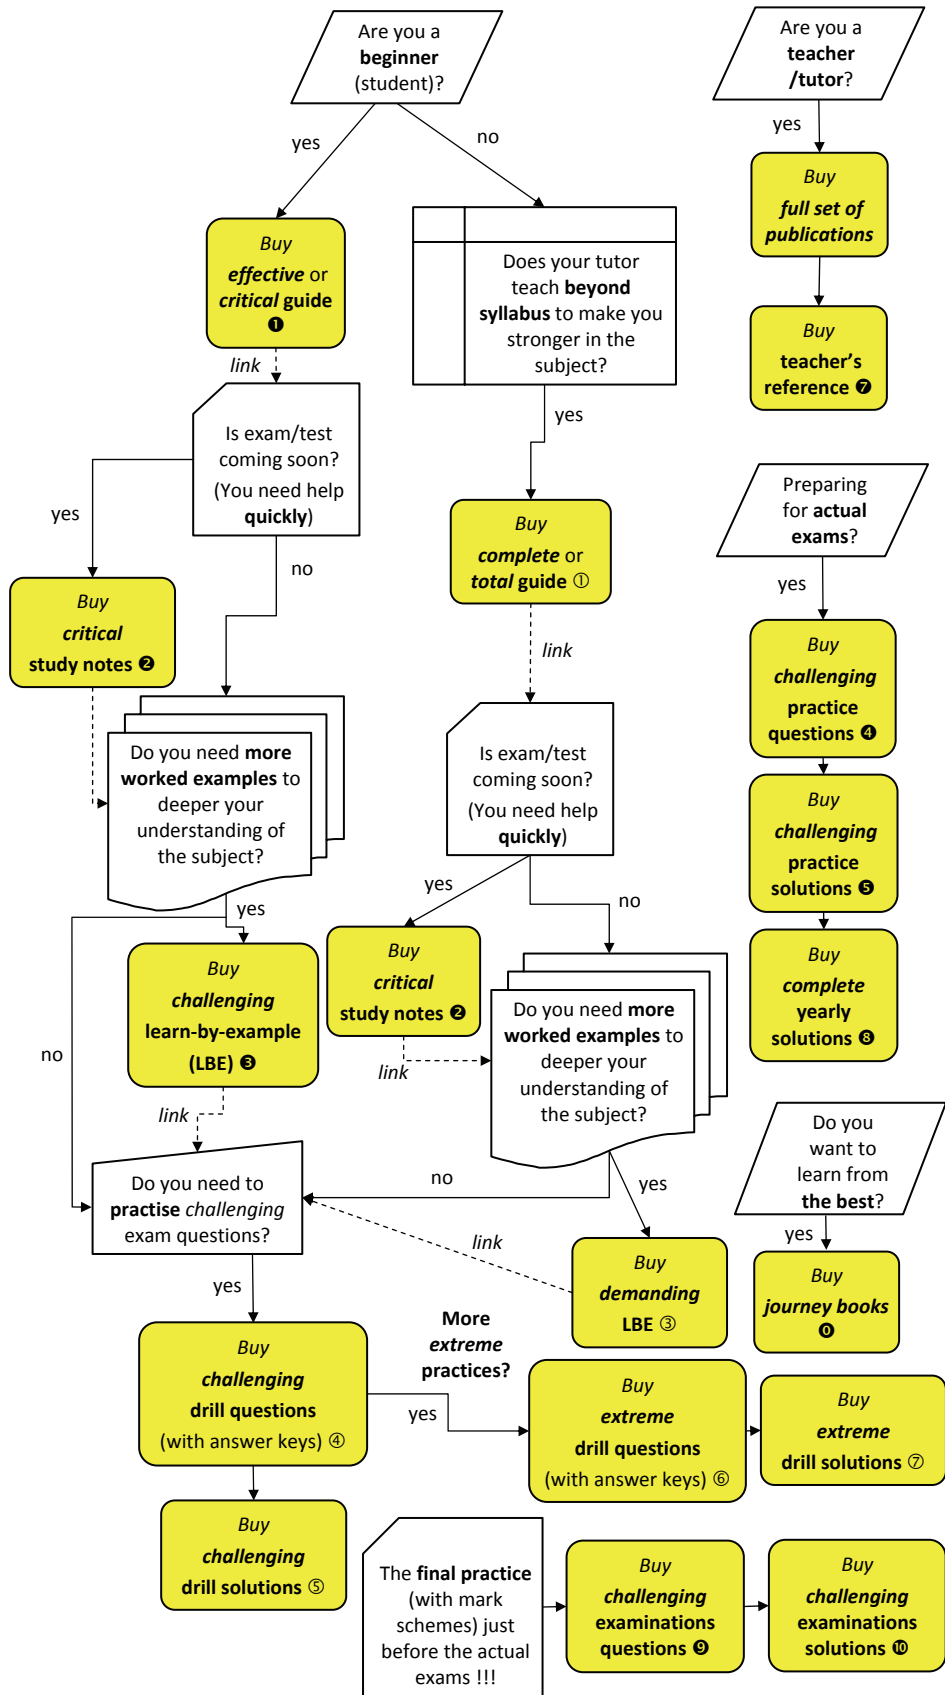 Are you a
beginner
(student)?
yes
no
Buy
effective or
critical guide
❶
link
Does your tutor
teach beyond
syllabus to make you
stronger in the
subject?
yes
Is exam/test
coming soon?
(You need help
quickly)
yes
no
Buy
critical
study notes ❷
Buy
complete or
total guide ①
link
Do you need more
worked examples to
deeper your
understanding of
the subject?
yes
no
Is exam/test
coming soon?
(You need help
quickly)
yes
no
Buy
challenging
learn-by-example
(LBE) ❸
link
Buy
critical
study notes ❷
link
Do you need more
worked examples to
deeper your
understanding of
the subject?
no
yes
Do you need to
practise challenging
exam questions?
yes
link
Buy
demanding
LBE ③
Buy
challenging
drill questions
(with answer keys) ④
More
extreme
practices?
yes
Buy
extreme
drill questions
(with answer keys) ⑥
Buy
extreme
drill solutions ⑦
Buy
challenging
drill solutions ⑤
The final practice
(with mark
schemes) just
before the actual
exams !!!
Buy
challenging
examinations
questions ❾
Buy
challenging
examinations
solutions ❿
Are you a
teacher
/tutor?
yes
Buy
full set of
publications
Buy
teacher's
reference ❼
Preparing
for actual
exams?
yes
Buy
challenging
practice
questions ❹
Buy
challenging
practice
solutions ❺
Buy
complete
yearly
solutions ❽
Do you
want to
learn from
the best?
yes
Buy
journey books
⓿